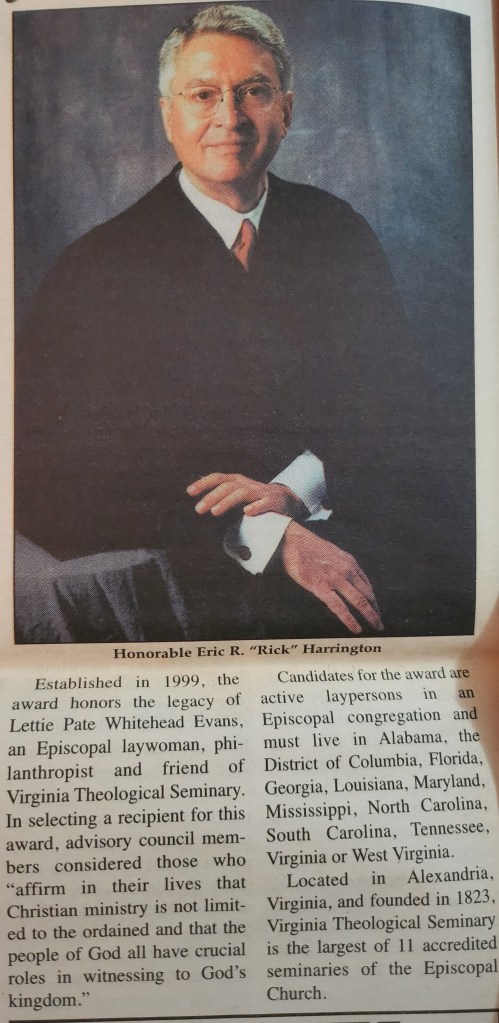 Honorable Eric R. "Rick" Harrington
Established in 1999, the
award honors the legacy of
Lettie Pate Whitehead Evans,
an Episcopal laywoman, phi-
lanthropist and friend of
Virginia Theological Seminary.
In selecting a recipient for this
award, advisory council mem-
bers considered those who
“affirm in their lives that
Christian ministry is not limit-
ed to the ordained and that the
people of God all have crucial
roles in witnessing to God’s
kingdom.”
Candidates for the award are
active laypersons in an
Episcopal congregation and
must live in Alabama, the
District of Columbia, Florida,
Georgia, Louisiana, Maryland,
Mississippi, North Carolina,
South Carolina, Tennessee,
Virginia or West Virginia.
Located in Alexandria,
Virginia, and founded in 1823,
Virginia Theological Seminary
is the largest of 11 accredited
seminaries of the Episcopal
Church.